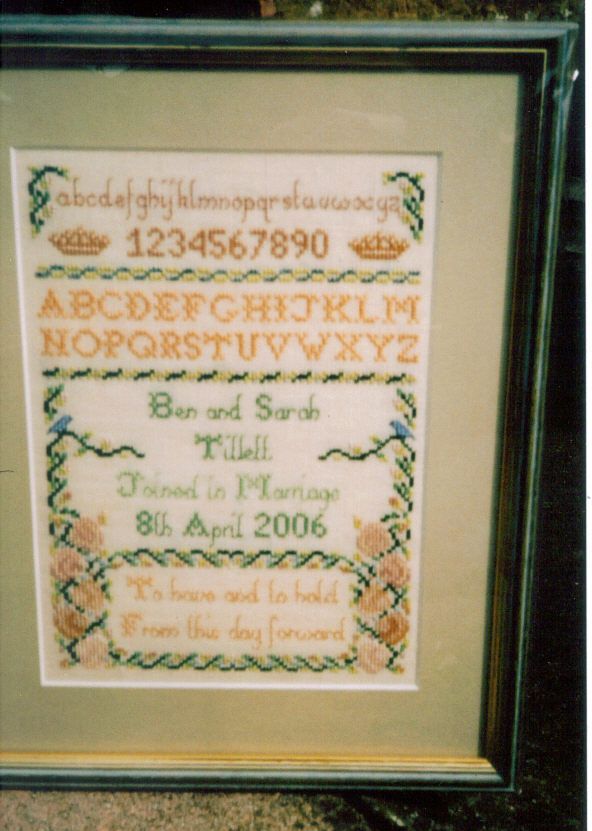 abcdefghijklmnopqrstuvwxyz
1234567890
ABCDEFGHIJKLM
NOPQRSTUVWXYZ
Ben and Sarah
Tillett
Joined in Marriage
8th April 2006
To have and to hold
From this day forward